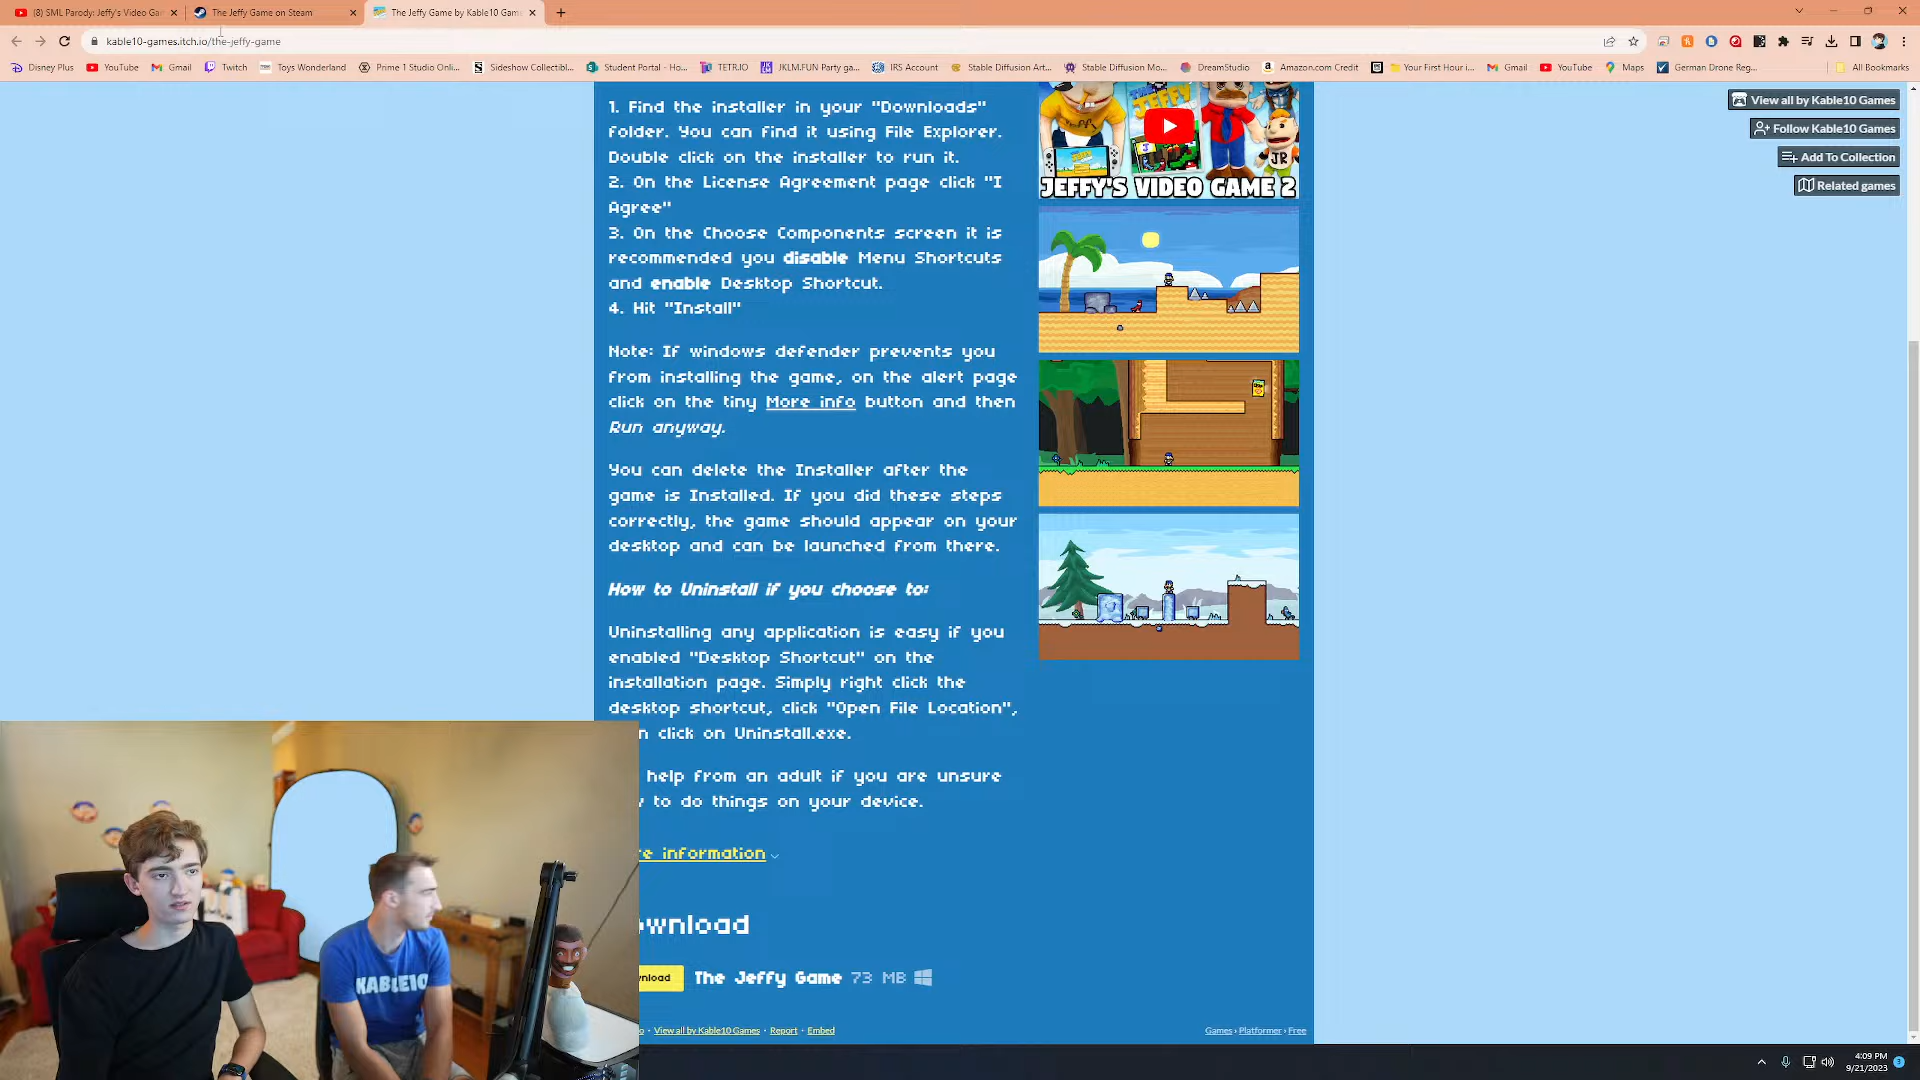 (8) SML Parody: Jeffy's Video Gam
The Jeffy Game on Steam
The Jeffy Game by Kable10 Gam
kable10-games.itch.io/the-jeffy-game
Disney Plus
YouTube
Gmail
Twitch
Toys Wonderland
Prime 1 Studio Onli...
Sideshow Collectibl...
Student Portal - Ho...
TETR.IO
JKLM.FUN Party ga...
IRS Account
Stable Diffusion Art...
Stable Diffusion Mo...
DreamStudio
Amazon.com Credit
Your First Hour i...
Gmail
YouTube
Maps
German Drone Reg...
All Bookmarks
View all by Kable10 Games
Follow Kable10 Games
Add To Collection
Related games
1. Find the installer in your "Downloads"
folder. You can find it using File Explorer.
Double click on the installer to run it.
2. On the License Agreement page click "I
Agree"
3. On the Choose Components screen it is
recommended you disable Menu Shortcuts
and enable Desktop Shortcut.
4. Hit "Install"
Note: If windows defender prevents you
from installing the game, on the alert page
click on the tiny More info button and then
Run anyway.
You can delete the Installer after the
game is Installed. If you did these steps
correctly, the game should appear on your
desktop and can be launched from there.
How to Uninstall if you choose to:
Uninstalling any application is easy if you
enabled "Desktop Shortcut" on the
installation page. Simply right click the
desktop shortcut, click "Open File Location",
n click on Uninstall.exe.
help from an adult if you are unsure
to do things on your device.
re information
wnload
nload
The Jeffy Game 73 MB
View all by Kable10 Games · Report · Embed
Games › Platformer › Free
THE JEFFY
JR
JEFFY'S VIDEO GAME 2
KABLE10
4:09 PM
9/21/2023
3